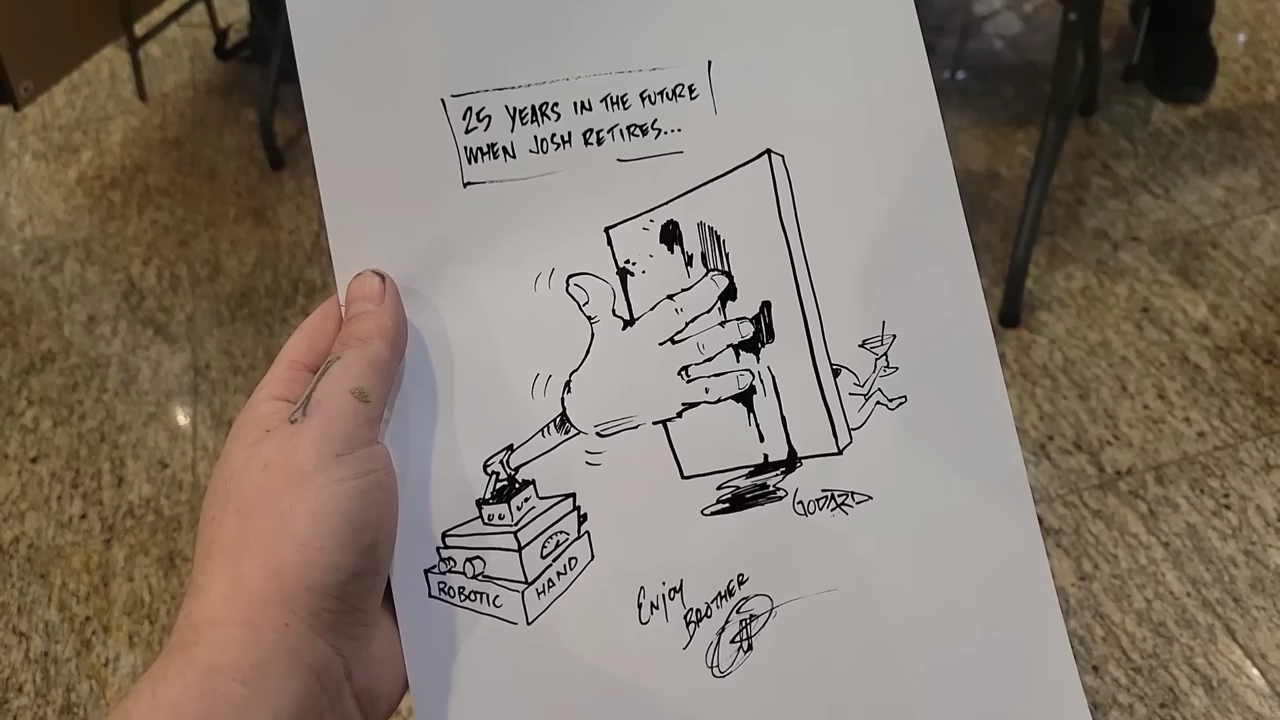 25 YEARS IN THE FUTURE
WHEN JOSH RETIRES...
GODARD
ROBOTIC HAND
Enjoy
BROTHER